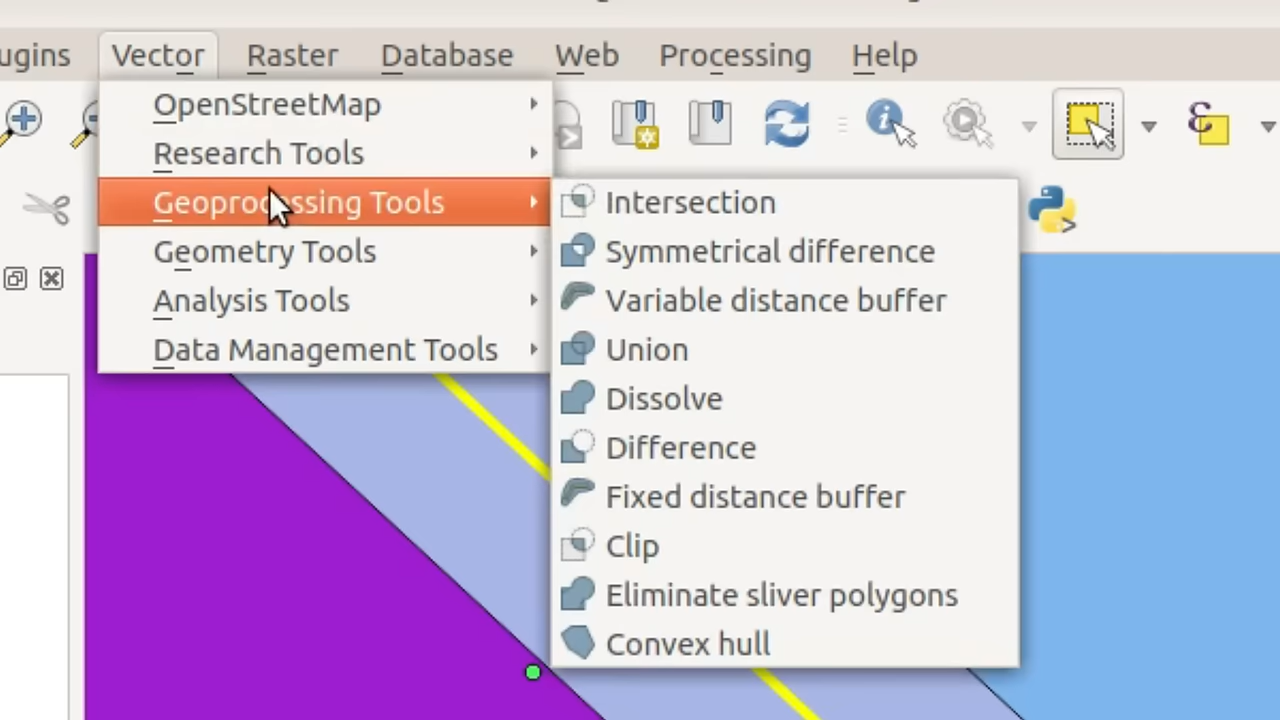 ugins Vector Raster Database Web Processing Help
OpenStreetMap
Research Tools
Geoprocessing Tools
Geometry Tools
Analysis Tools
Data Management Tools
Intersection
Symmetrical difference
Variable distance buffer
Union
Dissolve
Difference
Fixed distance buffer
Clip
Eliminate sliver polygons
Convex hull